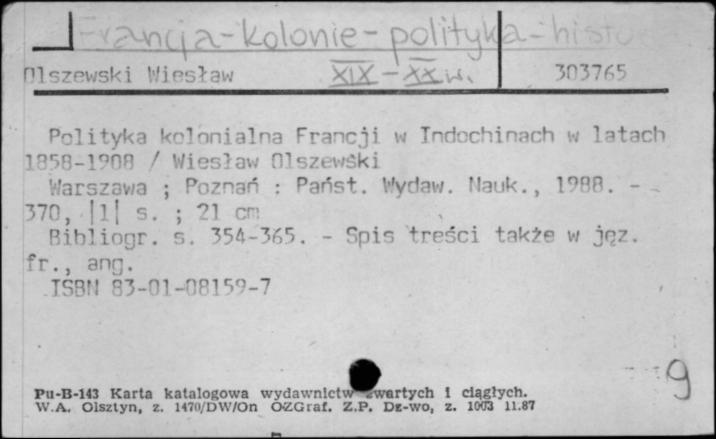 Francja - kolonie - polityka - histo
Olszewski Wiesław XIX - XX w. 303765
Polityka kolonialna Francji w Indochinach w latach
1858-1908 / Wiesław Olszewski
Warszawa ; Poznań : Państ. Wydaw. Nauk., 1988. -
370, |1| s. ; 21 cm
Bibliogr. s. 354-365. - Spis treści także w jęz.
fr., ang.
ISBN 83-01-08159-7
9
Pu-B-143 Karta katalogowa wydawnictw zwartych i ciągłych.
W.A. Olsztyn, z. 1470/DW/On OZGraf. Z.P. Dz-wo, z. 1003 11.87